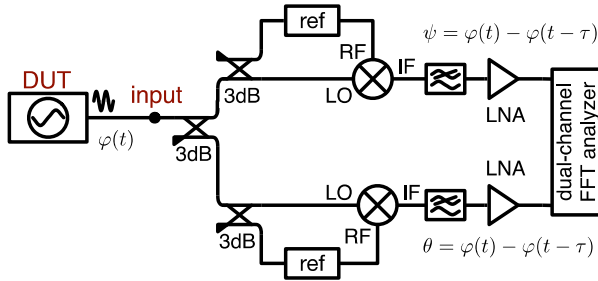 ref
RF
ψ = φ(t) − φ(t − τ)
DUT
input
3dB
LO
IF
LNA
φ(t)
3dB
dual-channel
FFT analyzer
LNA
LO
IF
3dB
RF
ref
θ = φ(t) − φ(t − τ)